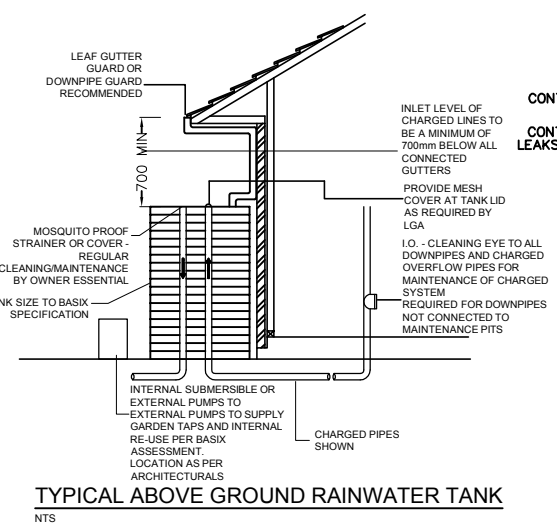 LEAF GUTTER
GUARD OR
DOWNPIPE GUARD
RECOMMENDED
700 MIN
INLET LEVEL OF
CHARGED LINES TO
BE A MINIMUM OF
700mm BELOW ALL
CONNECTED
GUTTERS
CONT
CONT
LEAKS
PROVIDE MESH
COVER AT TANK LID
AS REQUIRED BY
LGA
MOSQUITO PROOF
STRAINER OR COVER -
REGULAR
CLEANING/MAINTENANCE
BY OWNER ESSENTIAL
NK SIZE TO BASIX
SPECIFICATION
I.O. - CLEANING EYE TO ALL
DOWNPIPES AND CHARGED
OVERFLOW PIPES FOR
MAINTENANCE OF CHARGED
SYSTEM
REQUIRED FOR DOWNPIPES
NOT CONNECTED TO
MAINTENANCE PITS
INTERNAL SUBMERSIBLE OR
EXTERNAL PUMPS TO
EXTERNAL PUMPS TO SUPPLY
GARDEN TAPS AND INTERNAL
RE-USE PER BASIX
ASSESSMENT.
LOCATION AS PER
ARCHITECTURALS
CHARGED PIPES
SHOWN
TYPICAL ABOVE GROUND RAINWATER TANK
NTS